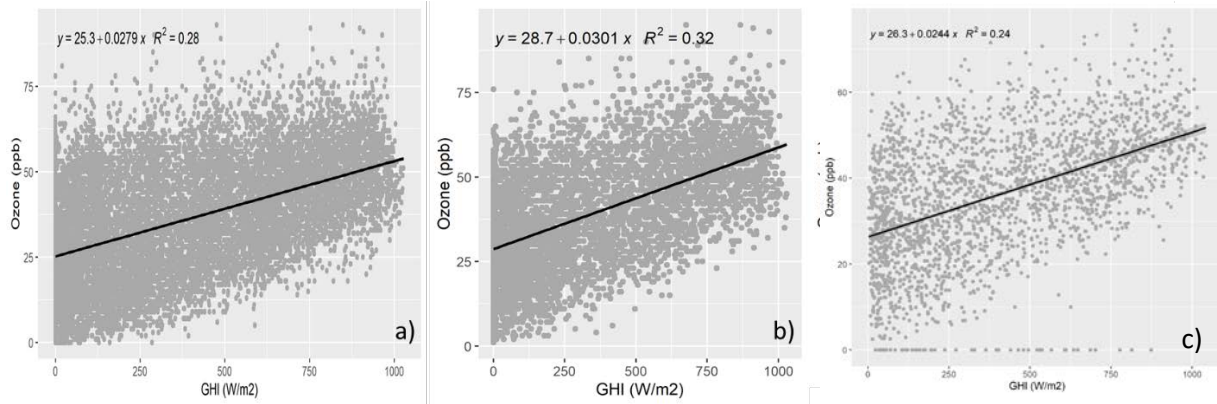 y = 25.3 + 0.0279 x R² = 0.28
75
50
25
0
Ozone (ppb)
0
250
500
750
1000
GHI (W/m2)
a)
y = 28.7 + 0.0301 x R² = 0.32
75
50
25
0
Ozone (ppb)
0
250
500
750
1000
GHI (W/m2)
b)
y = 26.3 + 0.0244 x R² = 0.24
60
40
20
0
Ozone (ppb)
0
250
500
750
1000
GHI (W/m2)
c)